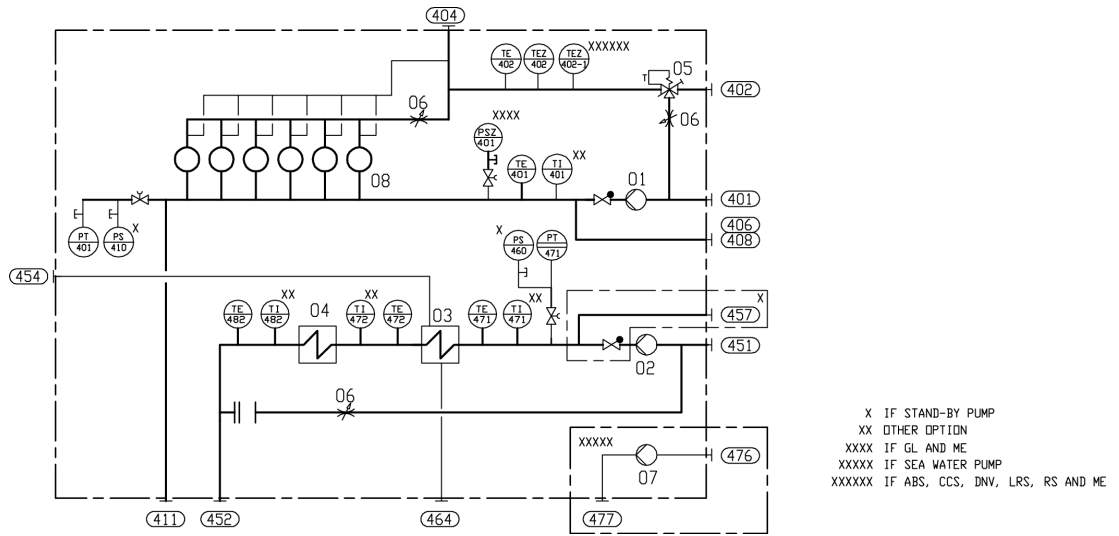 404
TE 402
TEZ 402
TEZ 402-1
XXXXXX
05
402
06
XXXX
PSZ 401
06
TE 401
XX
TI 401
08
01
401
PT 401
PS 410
X
406
408
X
PS 460
PT 471
454
TE 482
XX
TI 482
04
XX
TI 472
TE 472
03
TE 471
XX
TI 471
X
457
02
451
06
XXXXX
07
476
411
452
464
477
X IF STAND-BY PUMP
XX OTHER OPTION
XXXX IF GL AND ME
XXXXX IF SEA WATER PUMP
XXXXXX IF ABS, CCS, DNV, LRS, RS AND ME